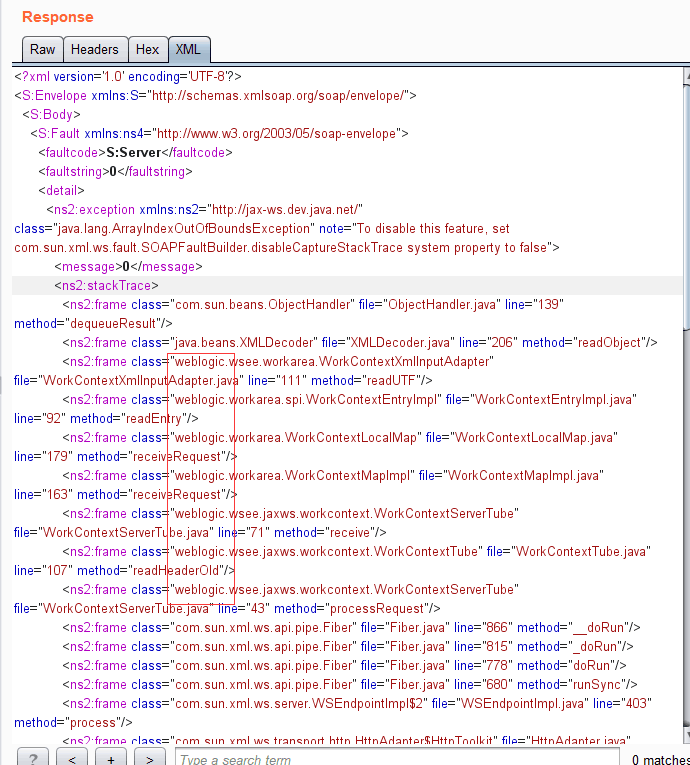 Response
Raw Headers Hex XML
<?xml version='1.0' encoding='UTF-8'?>
<S:Envelope xmlns:S="http://schemas.xmlsoap.org/soap/envelope/">
<S:Body>
<S:Fault xmlns:ns4="http://www.w3.org/2003/05/soap-envelope">
<faultcode>S:Server</faultcode>
<faultstring>0</faultstring>
<detail>
<ns2:exception xmlns:ns2="http://jax-ws.dev.java.net/"
class="java.lang.ArrayIndexOutOfBoundsException" note="To disable this feature, set
com.sun.xml.ws.fault.SOAPFaultBuilder.disableCaptureStackTrace system property to false">
<message>0</message>
<ns2:stackTrace>
<ns2:frame class="com.sun.beans.ObjectHandler" file="ObjectHandler.java" line="139"
method="dequeueResult"/>
<ns2:frame class="java.beans.XMLDecoder" file="XMLDecoder.java" line="206" method="readObject"/>
<ns2:frame class="weblogic.wsee.workarea.WorkContextXmlInputAdapter"
file="WorkContextXmlInputAdapter.java" line="111" method="readUTF"/>
<ns2:frame class="weblogic.workarea.spi.WorkContextEntryImpl" file="WorkContextEntryImpl.java"
line="92" method="readEntry"/>
<ns2:frame class="weblogic.workarea.WorkContextLocalMap" file="WorkContextLocalMap.java"
line="179" method="receiveRequest"/>
<ns2:frame class="weblogic.workarea.WorkContextMapImpl" file="WorkContextMapImpl.java"
line="163" method="receiveRequest"/>
<ns2:frame class="weblogic.wsee.jaxws.workcontext.WorkContextServerTube"
file="WorkContextServerTube.java" line="71" method="receive"/>
<ns2:frame class="weblogic.wsee.jaxws.workcontext.WorkContextTube" file="WorkContextTube.java"
line="107" method="readHeaderOld"/>
<ns2:frame class="weblogic.wsee.jaxws.workcontext.WorkContextServerTube"
file="WorkContextServerTube.java" line="43" method="processRequest"/>
<ns2:frame class="com.sun.xml.ws.api.pipe.Fiber" file="Fiber.java" line="866" method="__doRun"/>
<ns2:frame class="com.sun.xml.ws.api.pipe.Fiber" file="Fiber.java" line="815" method="_doRun"/>
<ns2:frame class="com.sun.xml.ws.api.pipe.Fiber" file="Fiber.java" line="778" method="doRun"/>
<ns2:frame class="com.sun.xml.ws.api.pipe.Fiber" file="Fiber.java" line="680" method="runSync"/>
<ns2:frame class="com.sun.xml.ws.server.WSEndpointImpl$2" file="WSEndpointImpl.java" line="403"
method="process"/>
<ns2:frame class="com.sun.xml.ws.transport.http.HttpAdapter$HttpToolkit" file="HttpAdapter.java"
? < + > Type a search term 0 matches